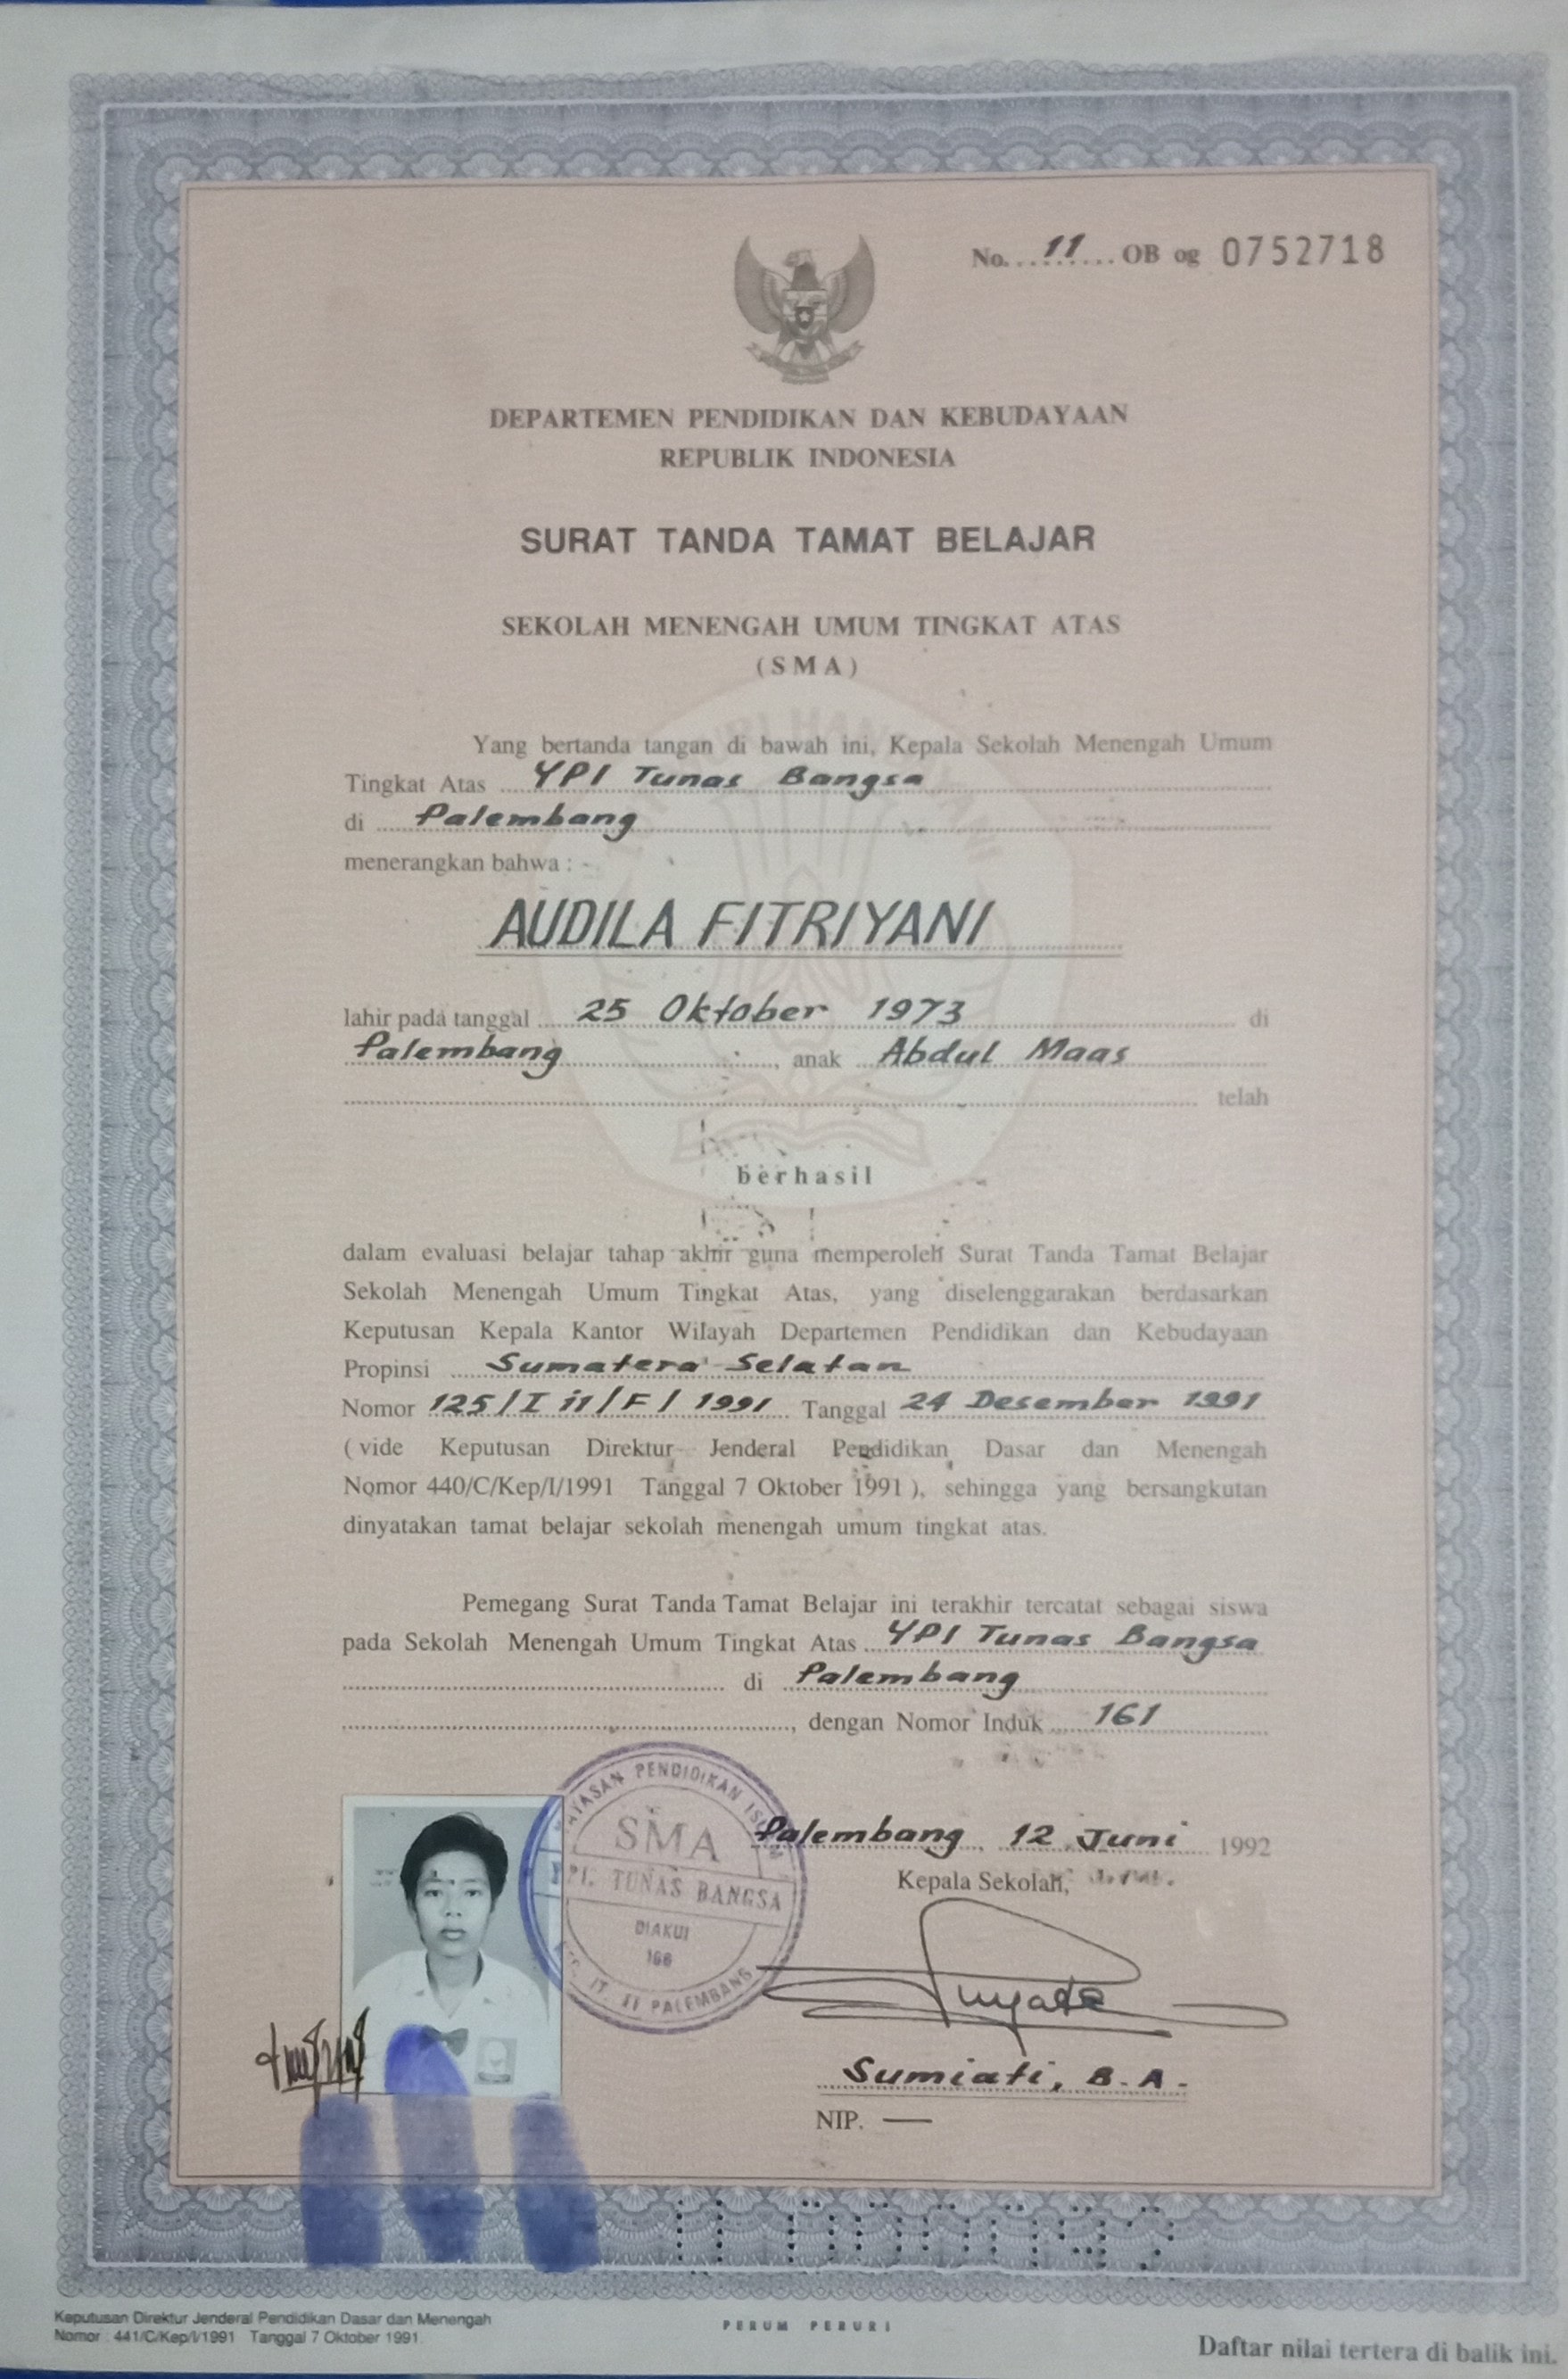 No. 11 OB og 0752718
DEPARTEMEN PENDIDIKAN DAN KEBUDAYAAN
REPUBLIK INDONESIA
SURAT TANDA TAMAT BELAJAR
SEKOLAH MENENGAH UMUM TINGKAT ATAS
(SMA)
Yang bertanda tangan di bawah ini, Kepala Sekolah Menengah Umum
Tingkat Atas YPI Tunas Bangsa
di Palembang
menerangkan bahwa :
AUDILA FITRIYANI
lahir pada tanggal 25 Oktober 1973 di
Palembang, anak Abdul Maas
telah
berhasil
dalam evaluasi belajar tahap akhir guna memperoleh Surat Tanda Tamat Belajar
Sekolah Menengah Umum Tingkat Atas, yang diselenggarakan berdasarkan
Keputusan Kepala Kantor Wilayah Departemen Pendidikan dan Kebudayaan
Propinsi Sumatera Selatan
Nomor 125/I 11/F/1991 Tanggal 24 Desember 1991
(vide Keputusan Direktur Jenderal Pendidikan Dasar dan Menengah
Nomor 440/C/Kep/I/1991 Tanggal 7 Oktober 1991), sehingga yang bersangkutan
dinyatakan tamat belajar sekolah menengah umum tingkat atas.
Pemegang Surat Tanda Tamat Belajar ini terakhir tercatat sebagai siswa
pada Sekolah Menengah Umum Tingkat Atas YPI Tunas Bangsa
di Palembang
, dengan Nomor Induk 161
YAYASAN PENDIDIKAN
SMA
YPI. TUNAS BANGSA
DIAKUI
166
II PALEMBANG
Palembang, 12 Juni 1992
Kepala Sekolah,
Sumiati, B.A.
NIP. —
Keputusan Direktur Jenderal Pendidikan Dasar dan Menengah
Nomor : 441/C/Kep/I/1991 Tanggal 7 Oktober 1991
PERUM PERURI
Daftar nilai tertera di balik ini.